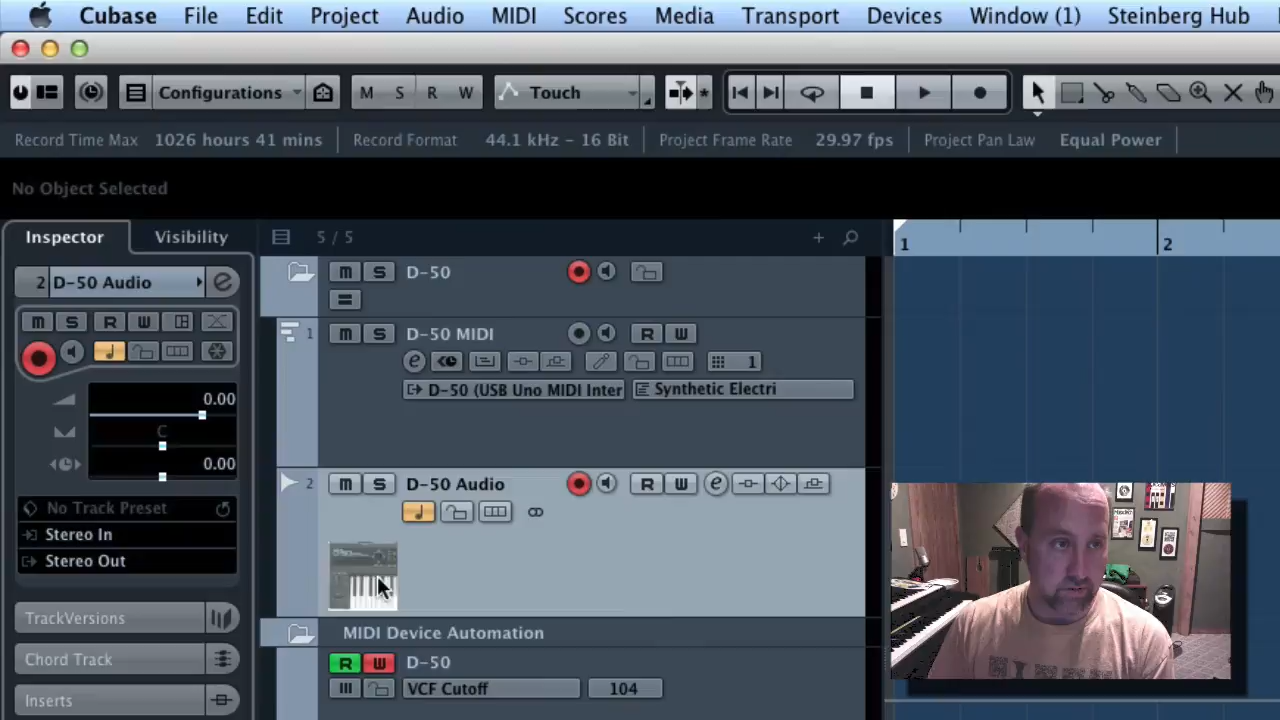 Cubase File Edit Project Audio MIDI Scores Media Transport Devices Window (1) Steinberg Hub
Configurations M S R W Touch
Record Time Max 1026 hours 41 mins Record Format 44.1 kHz - 16 Bit Project Frame Rate 29.97 fps Project Pan Law Equal Power
No Object Selected
Inspector Visibility 5 / 5 1 2
2 D-50 Audio e
m S R W
0.00
C
0.00
No Track Preset
Stereo In
Stereo Out
TrackVersions
Chord Track
Inserts
m S D-50
1 m S D-50 MIDI R W
e 1
D-50 (USB Uno MIDI Inter Synthetic Electri
2 m S D-50 Audio R W e
MIDI Device Automation
R W D-50
VCF Cutoff 104